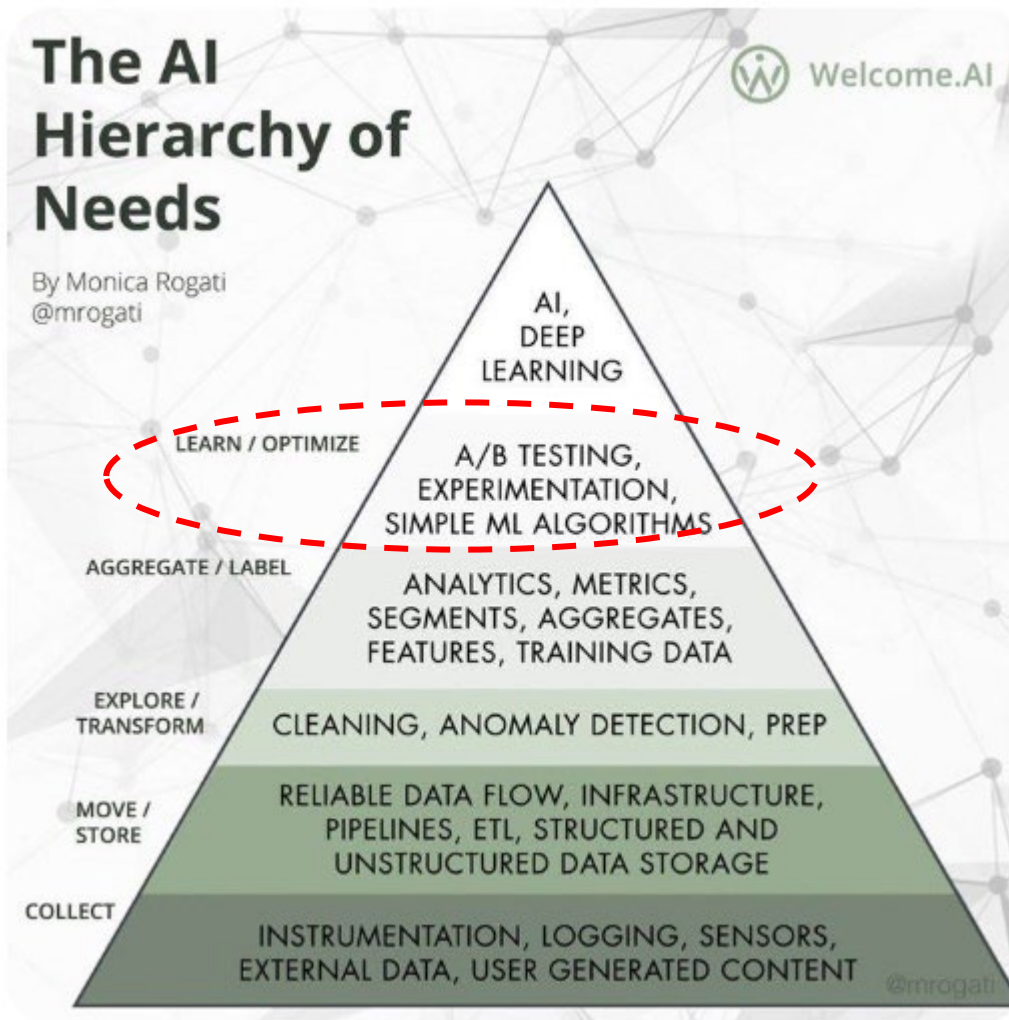 The AI
Hierarchy of
Needs
Welcome.AI
By Monica Rogati
@mrogati
AI,
DEEP
LEARNING
LEARN / OPTIMIZE
A/B TESTING,
EXPERIMENTATION,
SIMPLE ML ALGORITHMS
AGGREGATE / LABEL
ANALYTICS, METRICS,
SEGMENTS, AGGREGATES,
FEATURES, TRAINING DATA
EXPLORE /
TRANSFORM
CLEANING, ANOMALY DETECTION, PREP
MOVE /
STORE
RELIABLE DATA FLOW, INFRASTRUCTURE,
PIPELINES, ETL, STRUCTURED AND
UNSTRUCTURED DATA STORAGE
COLLECT
INSTRUMENTATION, LOGGING, SENSORS,
EXTERNAL DATA, USER GENERATED CONTENT
@mrogati